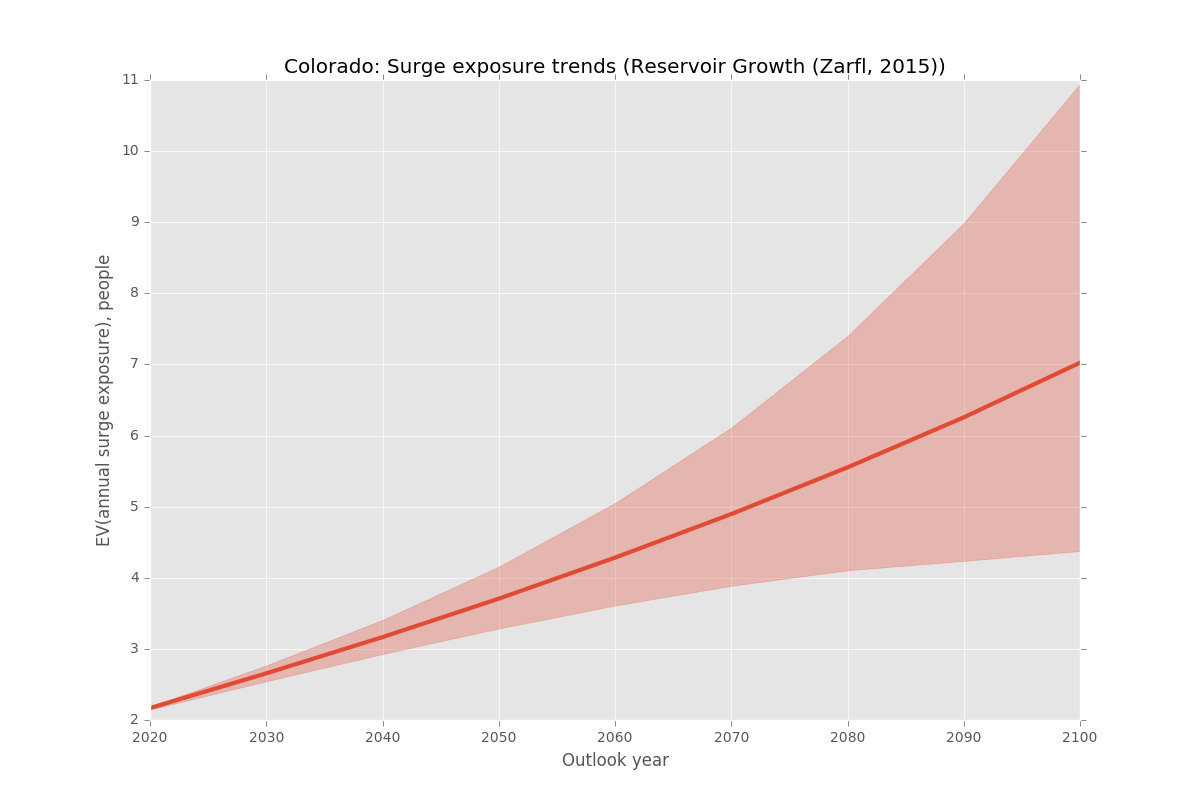 Colorado: Surge exposure trends (Reservoir Growth (Zarfl, 2015))
EV(annual surge exposure), people
11
10
9
8
7
6
5
4
3
2
2020 2030 2040 2050 2060 2070 2080 2090 2100
Outlook year